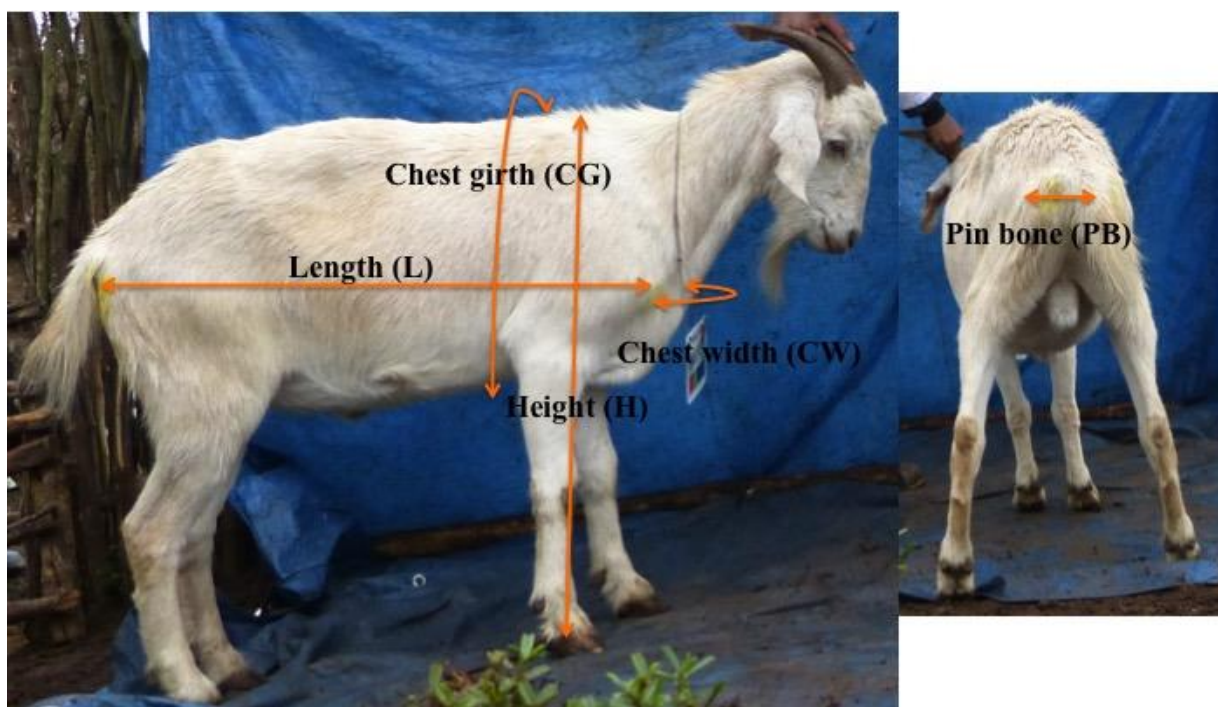 Chest girth (CG)
Length (L)
Chest width (CW)
Height (H)
Pin bone (PB)